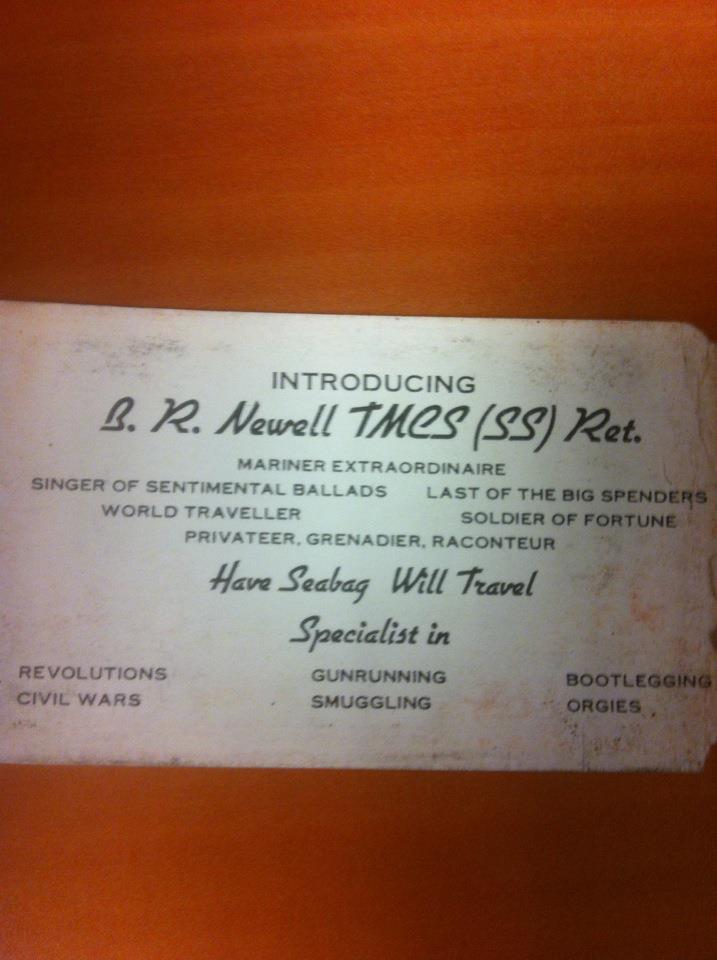 INTRODUCING
B. R. Newell TMCS (SS) Ret.
MARINER EXTRAORDINAIRE
SINGER OF SENTIMENTAL BALLADS LAST OF THE BIG SPENDERS
WORLD TRAVELLER SOLDIER OF FORTUNE
PRIVATEER, GRENADIER, RACONTEUR
Have Seabag Will Travel
Specialist in
REVOLUTIONS GUNRUNNING BOOTLEGGING
CIVIL WARS SMUGGLING ORGIES